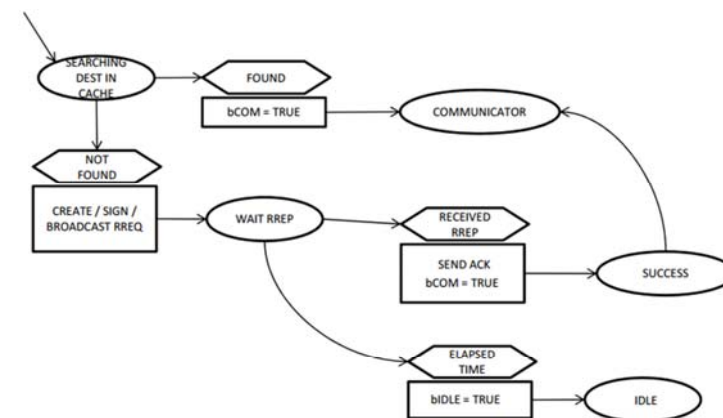 SEARCHING
DEST IN
CACHE
FOUND
bCOM = TRUE
COMMUNICATOR
NOT
FOUND
CREATE / SIGN /
BROADCAST RREQ
WAIT RREP
RECEIVED
RREP
SEND ACK
bCOM = TRUE
SUCCESS
ELAPSED
TIME
bIDLE = TRUE
IDLE